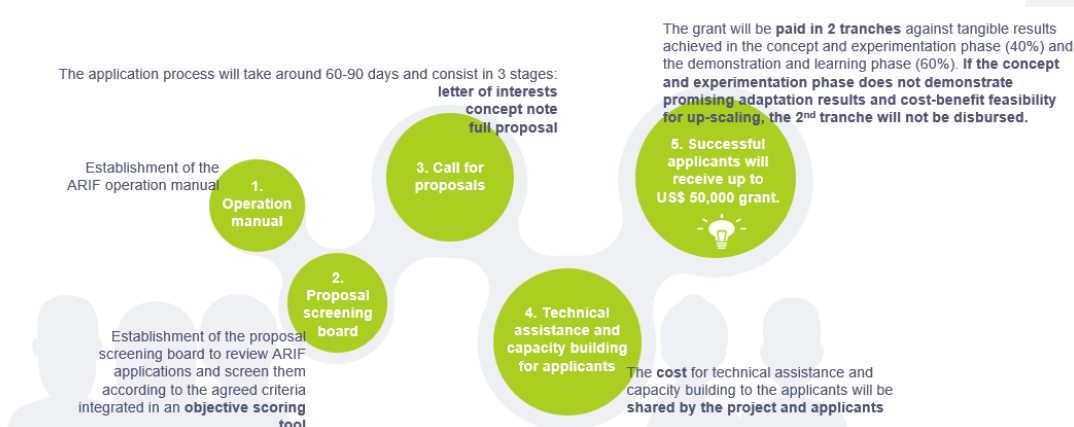 The grant will be paid in 2 tranches against tangible results
achieved in the concept and experimentation phase (40%) and
the demonstration and learning phase (60%). If the concept
and experimentation phase does not demonstrate
promising adaptation results and cost-benefit feasibility
for up-scaling, the 2nd tranche will not be disbursed.
The application process will take around 60-90 days and consist in 3 stages:
letter of interests
concept note
full proposal
Establishment of the
ARIF operation manual
1.
Operation
manual
2.
Proposal
screening
board
Establishment of the proposal
screening board to review ARIF
applications and screen them
according to the agreed criteria
integrated in an objective scoring
tool
3. Call for
proposals
4. Technical
assistance and
capacity building
for applicants
The cost for technical assistance and
capacity building to the applicants will be
shared by the project and applicants
5. Successful
applicants will
receive up to
US$ 50,000 grant.